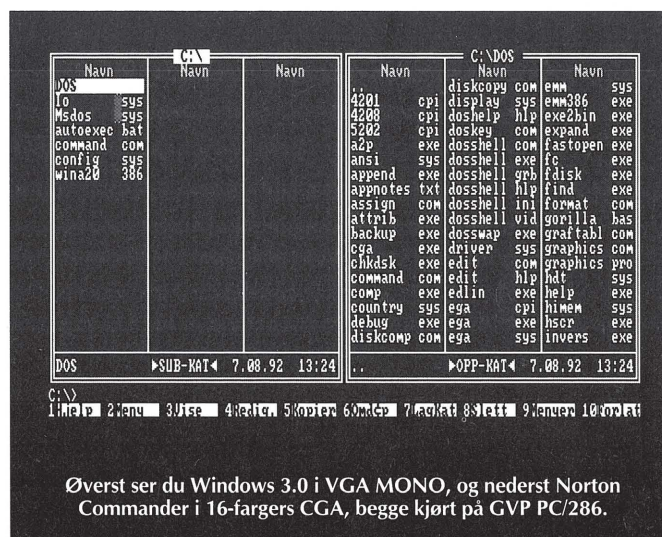 C:\
Navn Navn Navn
DOS
Io sys
Msdos sys
autoexec bat
command com
config sys
wina20 386
DOS ►SUB-KAT◄ 7.08.92 13:24
C:\DOS
Navn Navn Navn
.. diskcopy com emm sys
4201 cpi display sys emm386 exe
4208 cpi doshelp hlp exe2bin exe
5202 cpi doskey com expand exe
a2p exe dosshell com fastopen exe
ansi sys dosshell exe fc exe
append exe dosshell grb fdisk exe
appnotes txt dosshell hlp find exe
assign com dosshell ini format com
attrib exe dosshell vid gorilla bas
backup exe dosswap exe graftabl com
cga exe driver sys graphics com
chkdsk exe edit com graphics pro
command com edit hlp hdt sys
comp exe edlin exe help exe
country sys ega cpi himem sys
debug exe ega exe hscr exe
diskcomp com ega sys invers exe
.. ►OPP-KAT◄ 7.08.92 13:24
C:\>
1Hjelp 2Meny 3Vise 4Redig. 5Kopier 6OmdØp 7LagKat 8Slett 9Menyer 10Forlat
Øverst ser du Windows 3.0 i VGA MONO, og nederst Norton
Commander i 16-fargers CGA, begge kjørt på GVP PC/286.